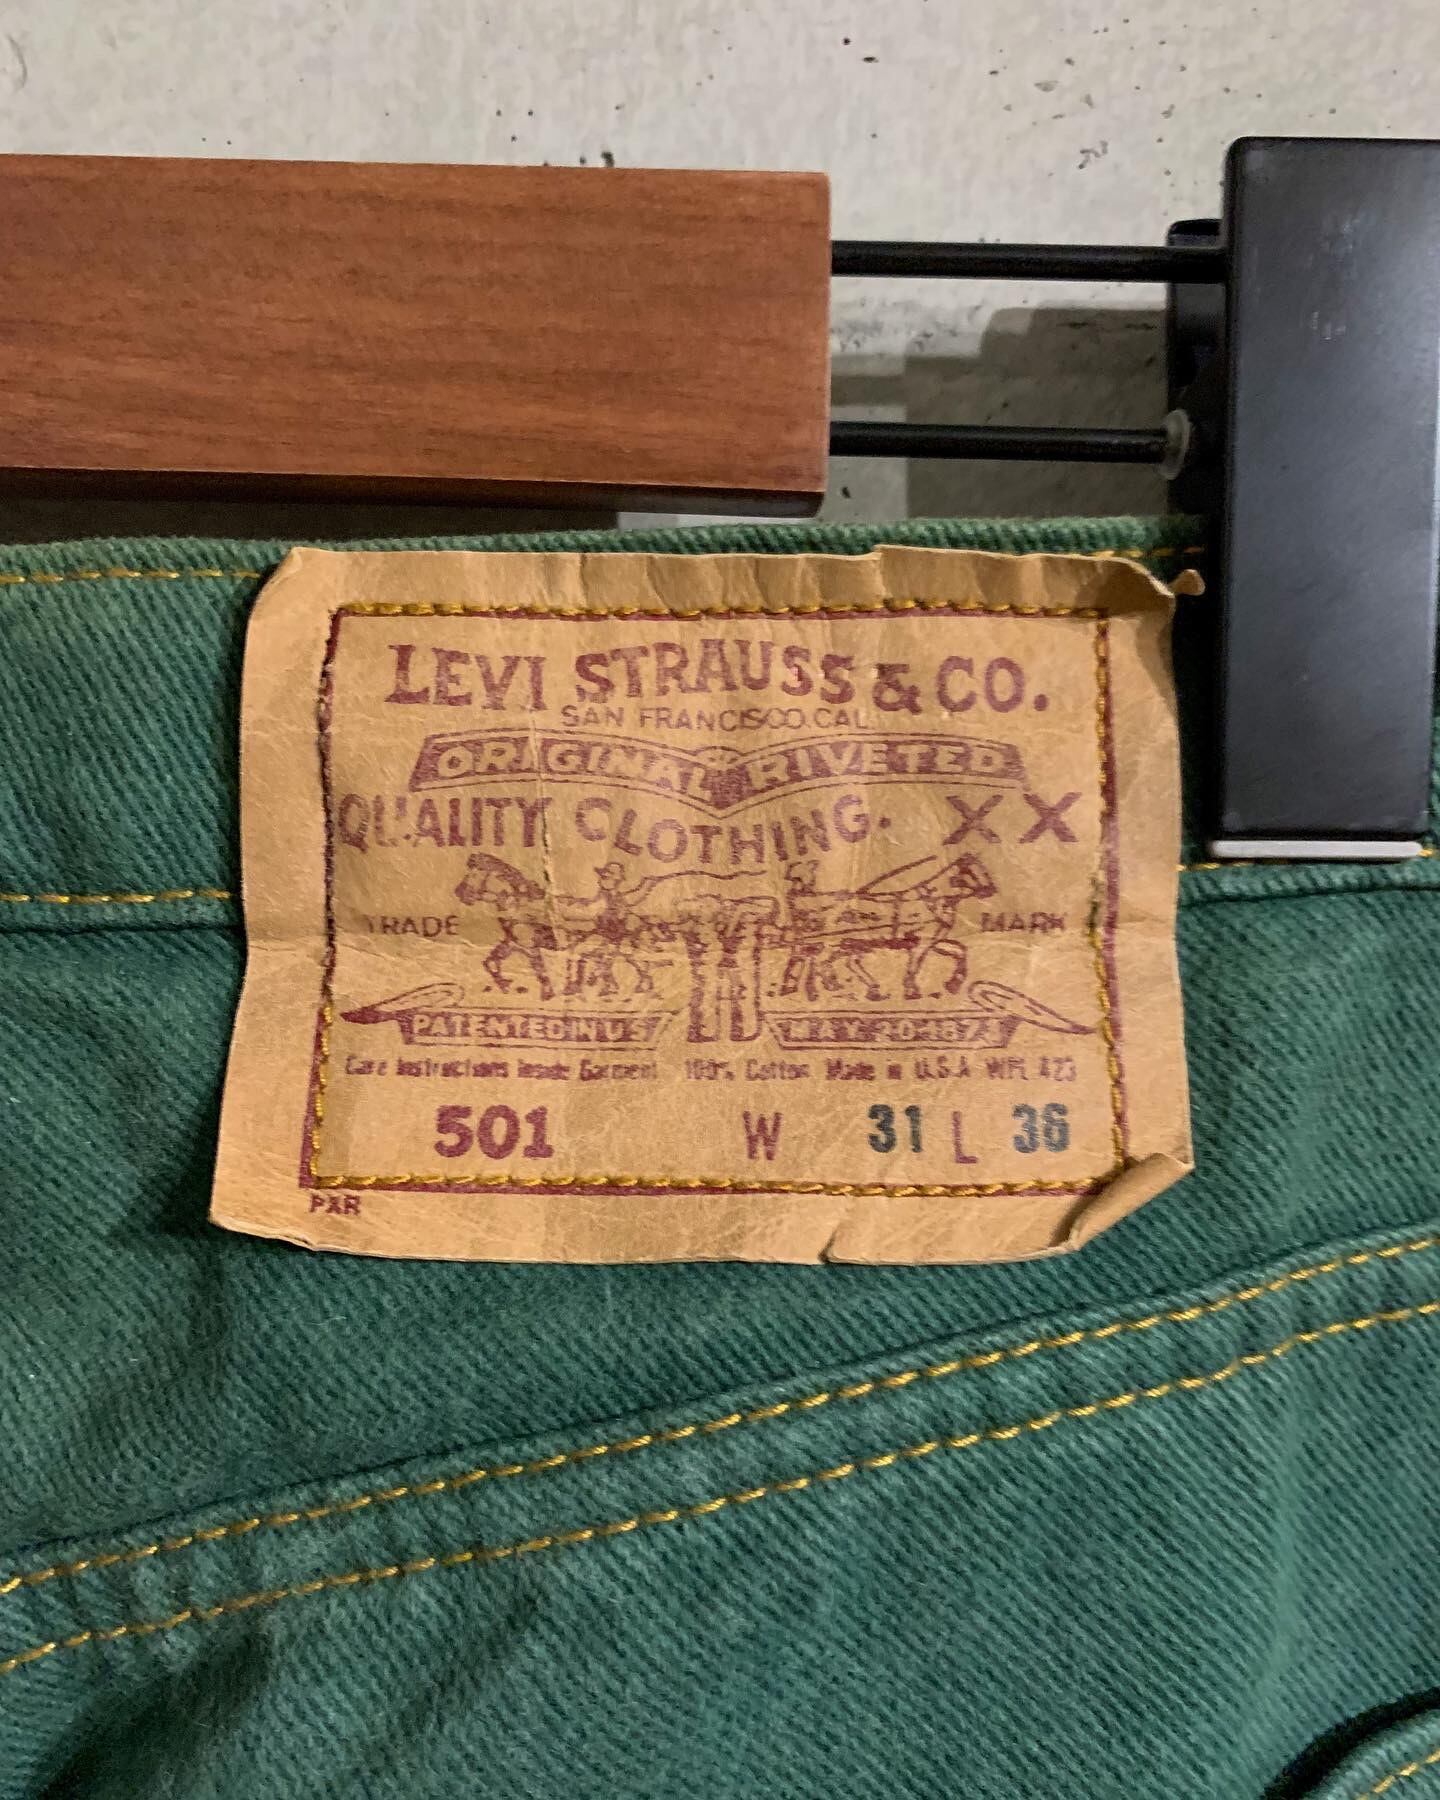 LEVI STRAUSS & CO.
SAN FRANCISCO.CAL.
ORIGINAL RIVETED
QUALITY CLOTHING. XX
TRADE MARK
PATENTED IN U S MAY 20 1873
Care Instructions Inside Garment 100% Cotton Made in U.S.A WPL 423
501 W 31 L 36
PXR